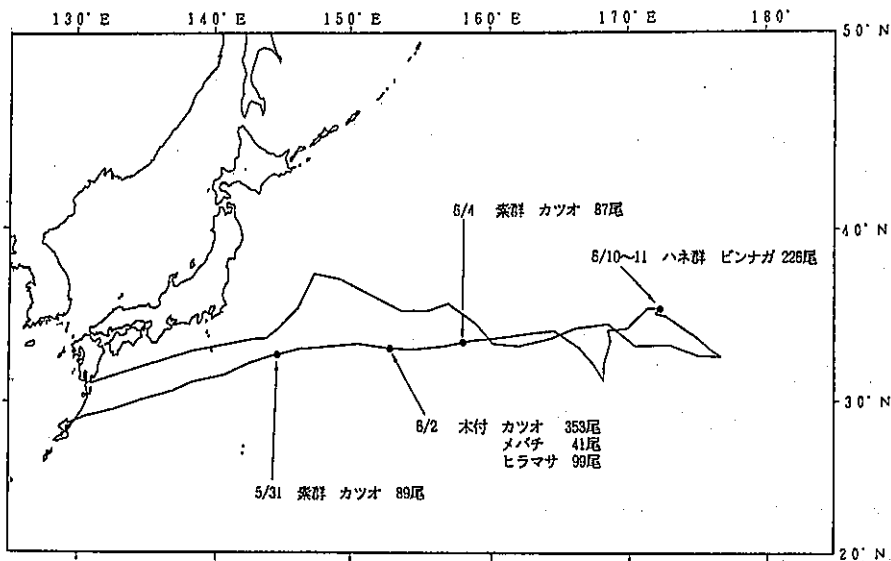 130°E 140°E 150°E 160°E 170°E 180°
50°N
40°N
30°N
20°N
6/4 素群 カツオ 87尾
6/10〜11 ハネ群 ビンナガ 226尾
6/2 木付 カツオ 353尾
メバチ 41尾
ヒラマサ 99尾
5/31 素群 カツオ 89尾